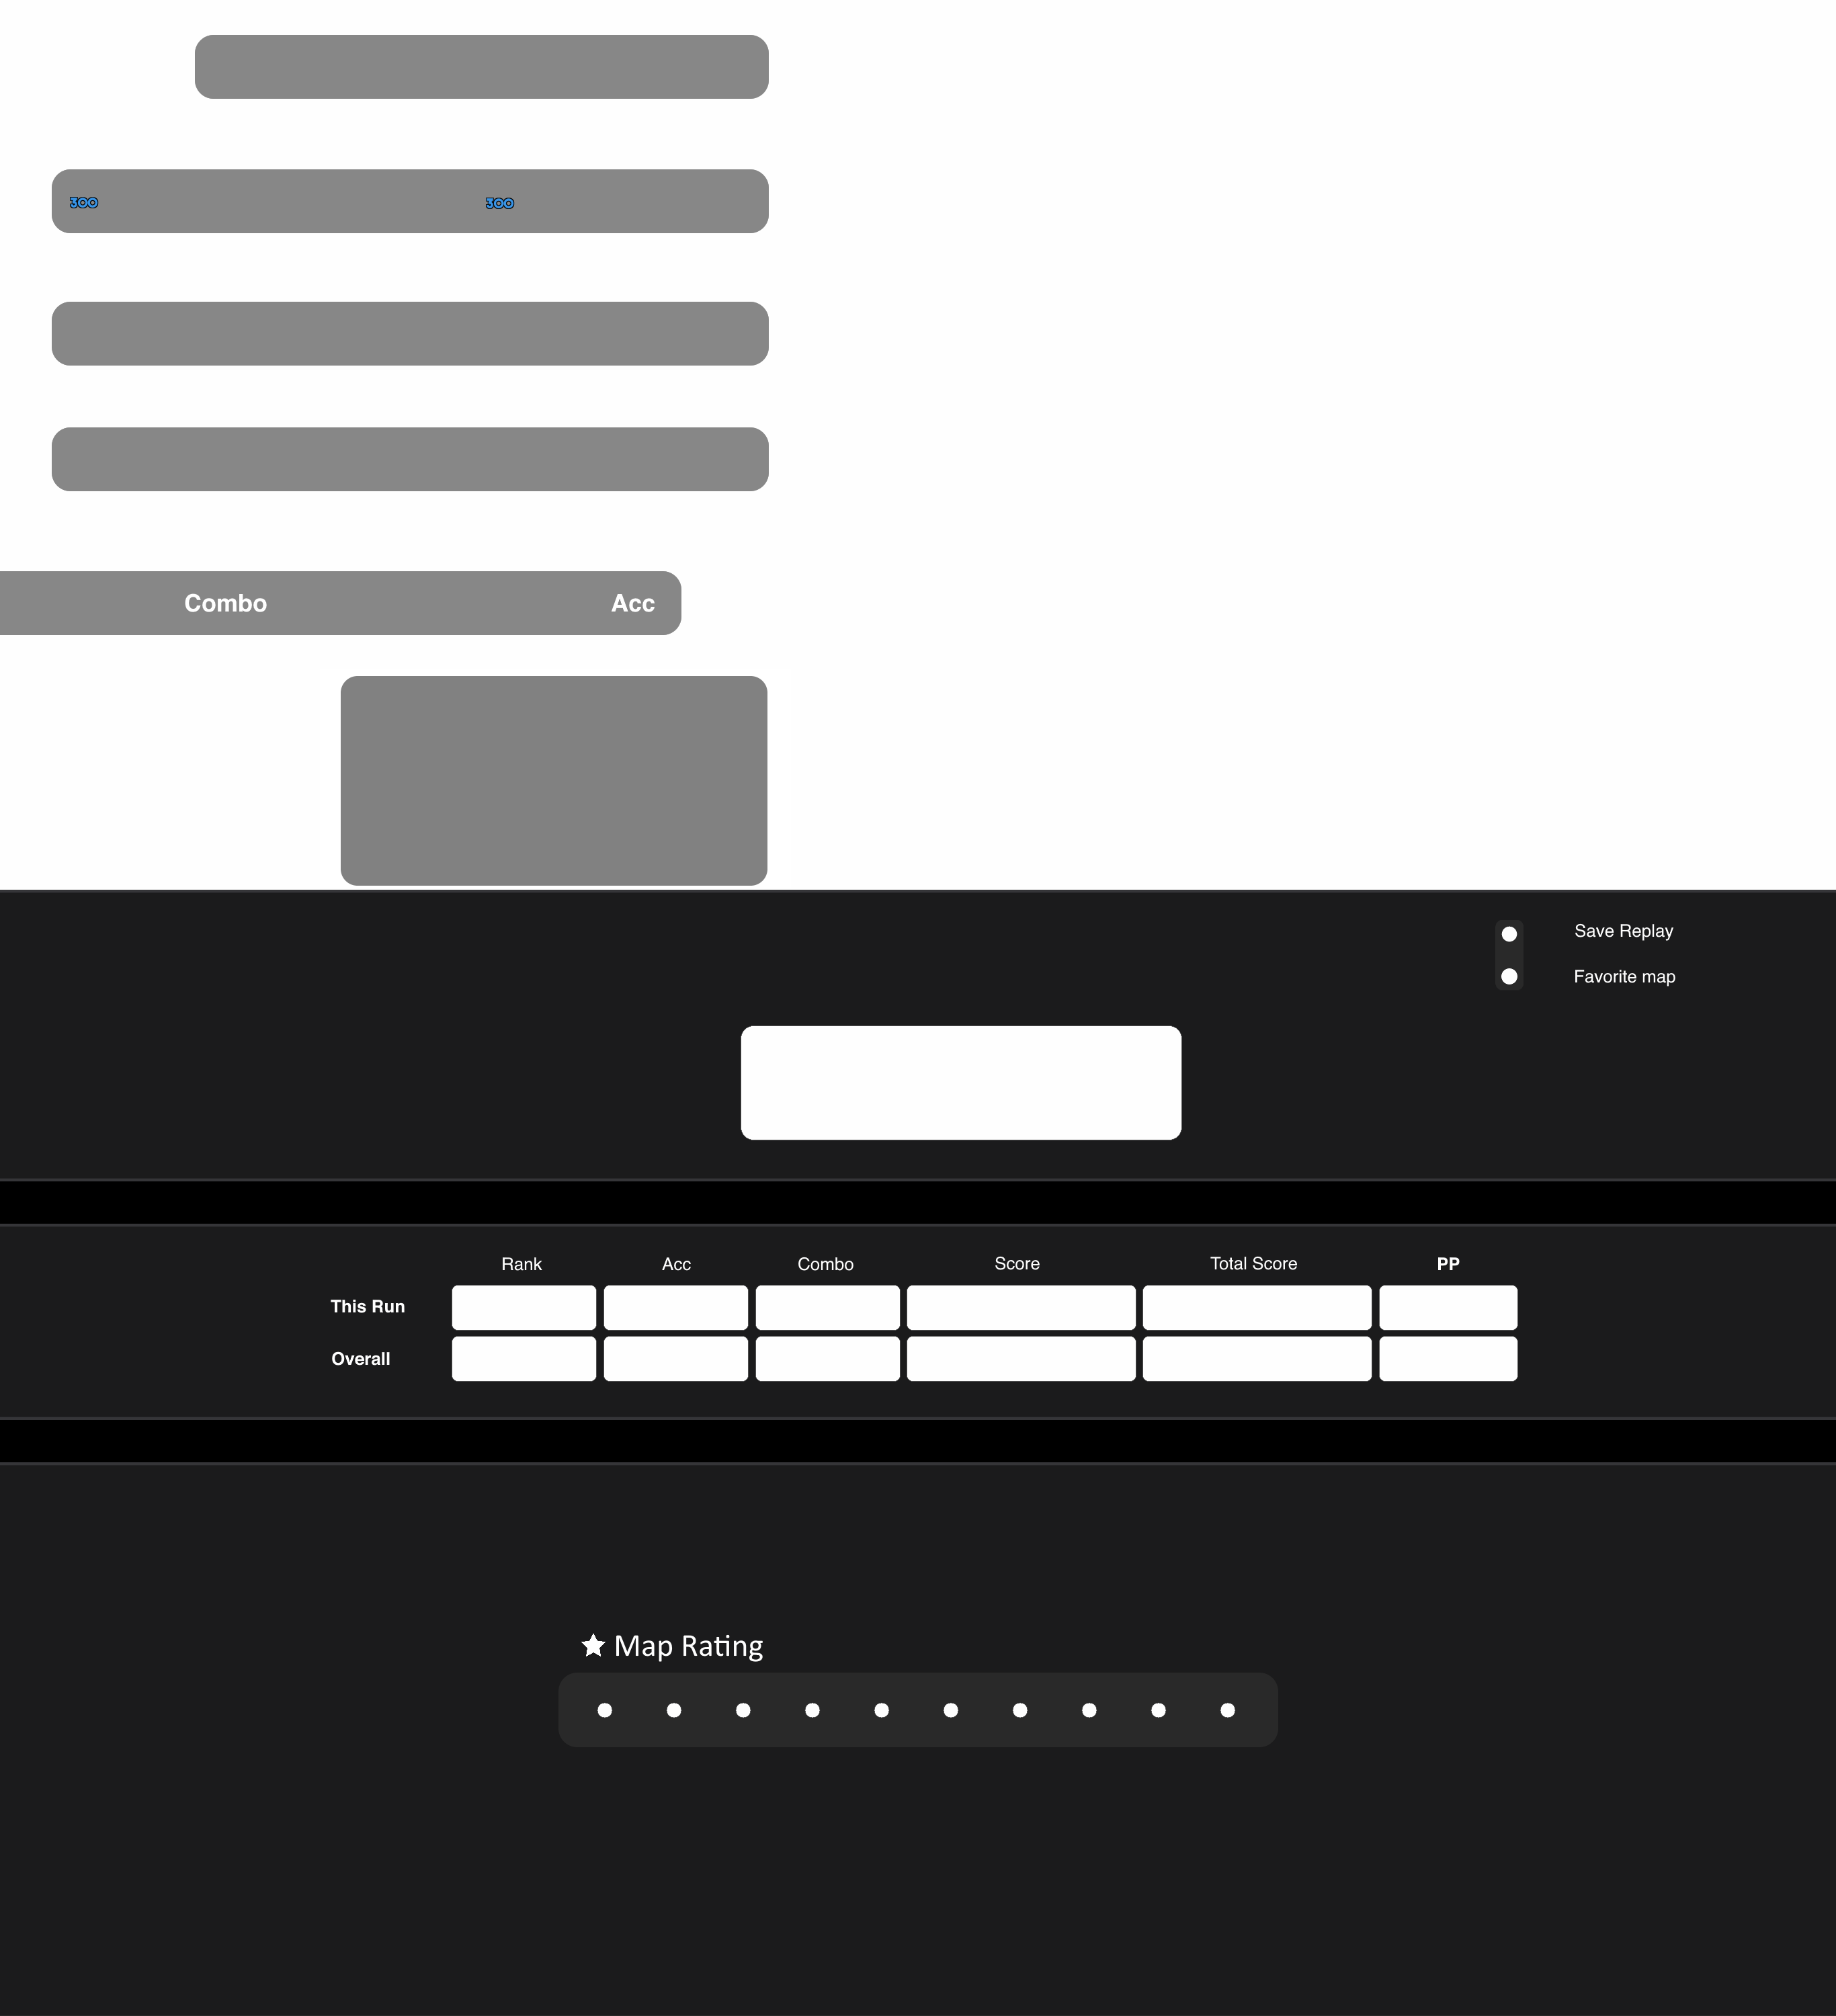 300 300
Combo Acc
Save Replay
Favorite map
Rank Acc Combo Score Total Score PP
This Run
Overall
Map Rating